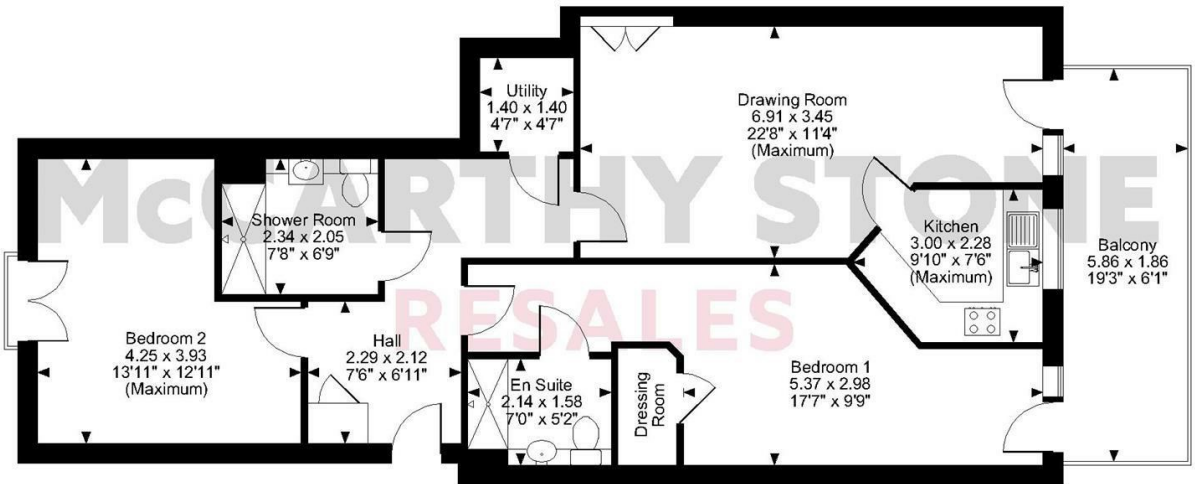 McCARTHY STONE
RESALES
Utility
1.40 x 1.40
4'7" x 4'7"
Drawing Room
6.91 x 3.45
22'8" x 11'4"
(Maximum)
Shower Room
2.34 x 2.05
7'8" x 6'9"
Kitchen
3.00 x 2.28
9'10" x 7'6"
(Maximum)
Balcony
5.86 x 1.86
19'3" x 6'1"
Bedroom 2
4.25 x 3.93
13'11" x 12'11"
(Maximum)
Hall
2.29 x 2.12
7'6" x 6'11"
En Suite
2.14 x 1.58
7'0" x 5'2"
Dressing
Room
Bedroom 1
5.37 x 2.98
17'7" x 9'9"